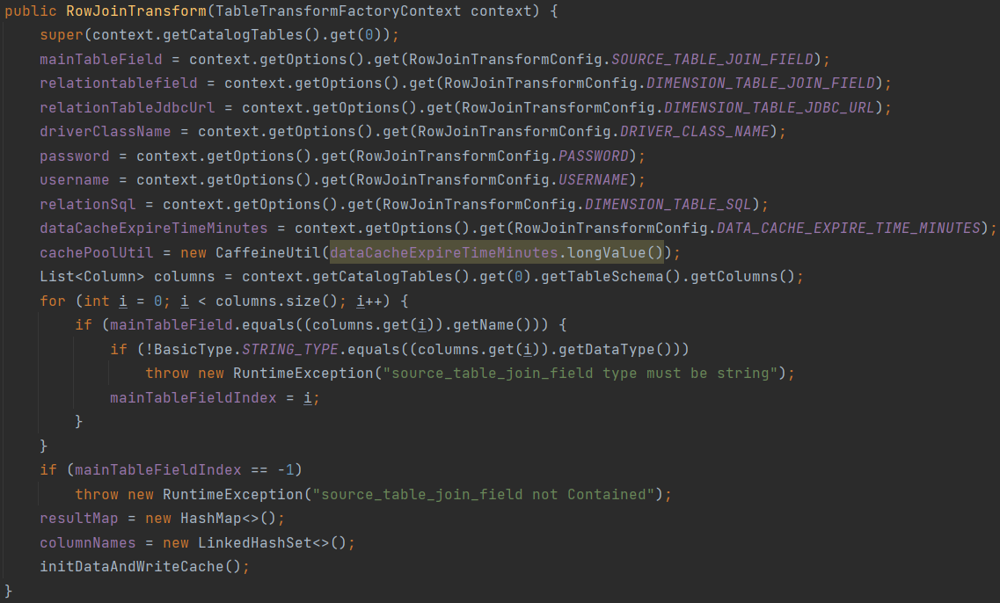 public RowJoinTransform(TableTransformFactoryContext context) {
    super(context.getCatalogTables().get(0));
    mainTableField = context.getOptions().get(RowJoinTransformConfig.SOURCE_TABLE_JOIN_FIELD);
    relationtablefield = context.getOptions().get(RowJoinTransformConfig.DIMENSION_TABLE_JOIN_FIELD);
    relationTableJdbcUrl = context.getOptions().get(RowJoinTransformConfig.DIMENSION_TABLE_JDBC_URL);
    driverClassName = context.getOptions().get(RowJoinTransformConfig.DRIVER_CLASS_NAME);
    password = context.getOptions().get(RowJoinTransformConfig.PASSWORD);
    username = context.getOptions().get(RowJoinTransformConfig.USERNAME);
    relationSql = context.getOptions().get(RowJoinTransformConfig.DIMENSION_TABLE_SQL);
    dataCacheExpireTimeMinutes = context.getOptions().get(RowJoinTransformConfig.DATA_CACHE_EXPIRE_TIME_MINUTES);
    cachePoolUtil = new CaffeineUtil(dataCacheExpireTimeMinutes.longValue());
    List<Column> columns = context.getCatalogTables().get(0).getTableSchema().getColumns();
    for (int i = 0; i < columns.size(); i++) {
        if (mainTableField.equals((columns.get(i)).getName())) {
            if (!BasicType.STRING_TYPE.equals((columns.get(i)).getDataType()))
                throw new RuntimeException("source_table_join_field type must be string");
            mainTableFieldIndex = i;
        }
    }
    if (mainTableFieldIndex == -1)
        throw new RuntimeException("source_table_join_field not Contained");
    resultMap = new HashMap<>();
    columnNames = new LinkedHashSet<>();
    initDataAndWriteCache();
}